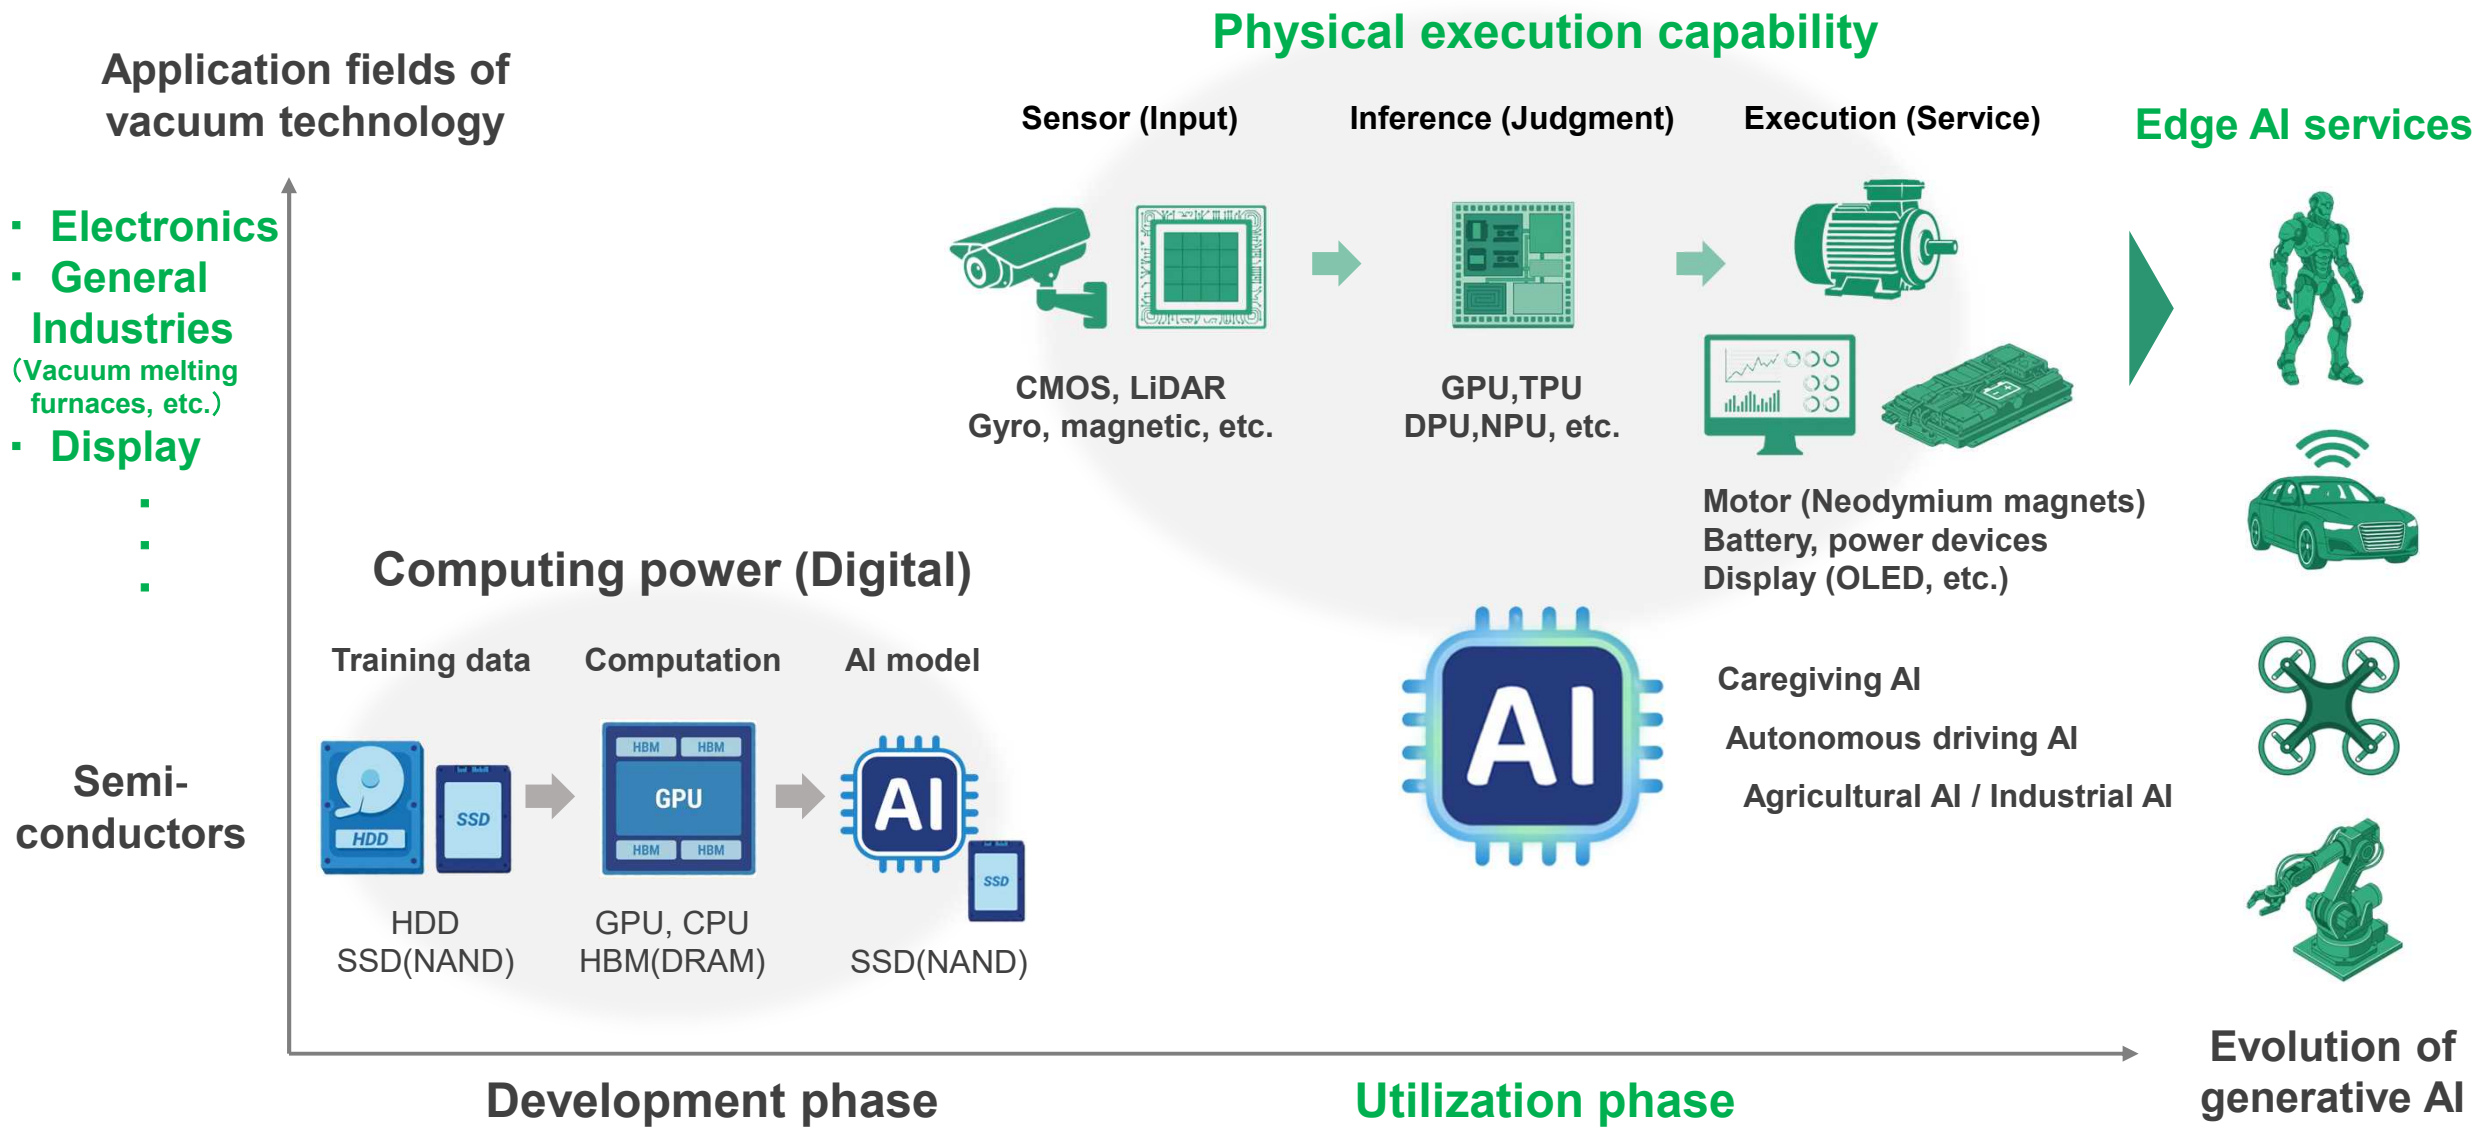 Physical execution capability
Application fields of
vacuum technology
Sensor (Input)
Inference (Judgment)
Execution (Service)
Edge AI services
▪ Electronics
▪ General
Industries
（Vacuum melting
furnaces, etc.）
▪ Display
▪
▪
▪
CMOS, LiDAR
Gyro, magnetic, etc.
GPU,TPU
DPU,NPU, etc.
Motor (Neodymium magnets)
Battery, power devices
Display (OLED, etc.)
Computing power (Digital)
Training data
Computation
AI model
HDD
SSD
HBM HBM
GPU
HBM HBM
AI
SSD
HDD
SSD(NAND)
GPU, CPU
HBM(DRAM)
SSD(NAND)
AI
Caregiving AI
Autonomous driving AI
Agricultural AI / Industrial AI
Semi-
conductors
Development phase
Utilization phase
Evolution of
generative AI